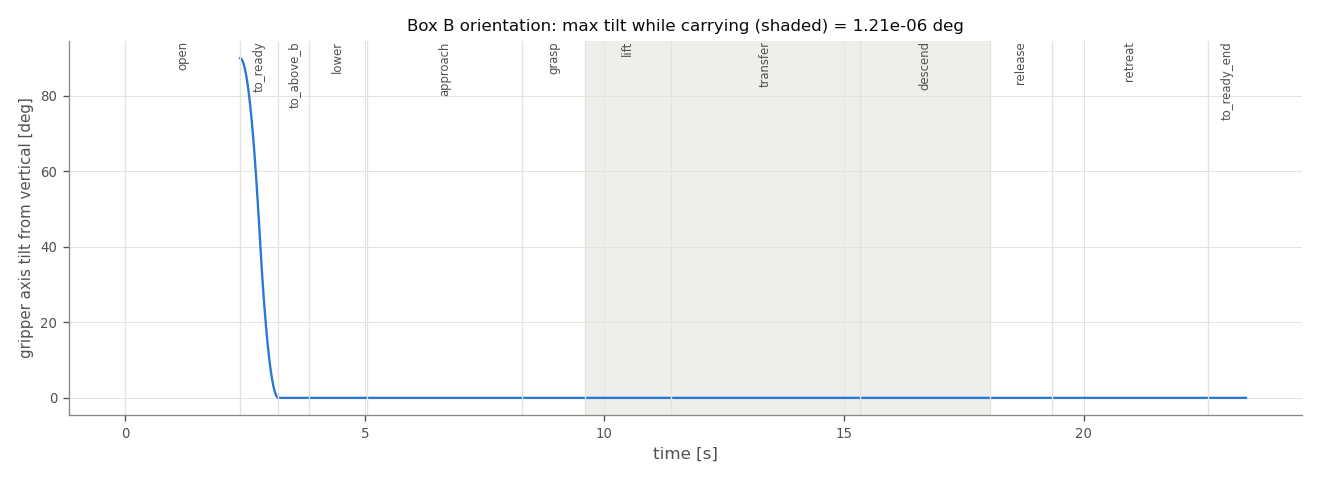 Box B orientation: max tilt while carrying (shaded) = 1.21e-06 deg
open
to_ready
to_above_b
lower
approach
grasp
lift
transfer
descend
release
retreat
to_ready_end
gripper axis tilt from vertical [deg]
80
60
40
20
0
0 5 10 15 20
time [s]